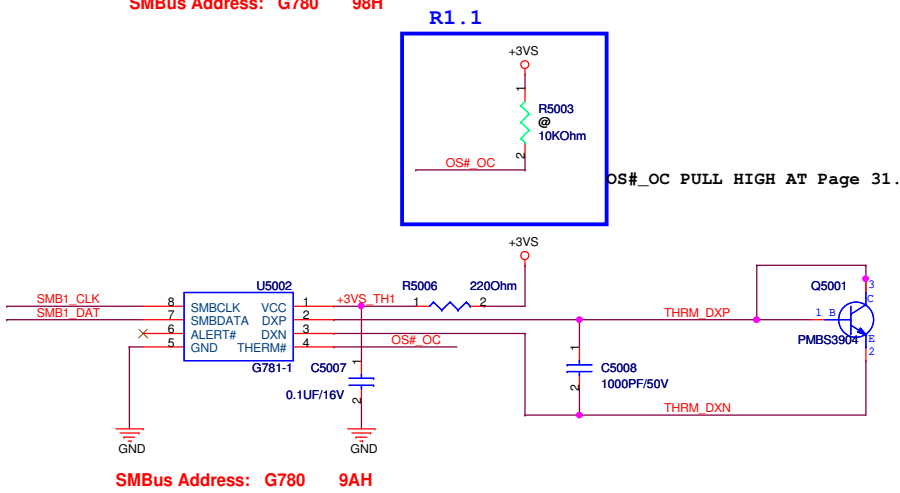 SMBus Address: G780 98H
R1.1
+3VS
1
R5003
@
10KOhm
2
OS#_OC
OS#_OC PULL HIGH AT Page 31.
+3VS
U5002
R5006 220Ohm
Q5001
SMB1_CLK 8 SMBCLK VCC 1 +3VS_TH1 1 2
SMB1_DAT 7 SMBDATA DXP 2 THRM_DXP 1 B C 3
6 ALERT# DXN 3
5 GND THERM# 4 OS#_OC
PMBS3904 E 2
G781-1
C5007 1
0.1UF/16V 2
1 C5008
2 1000PF/50V
THRM_DXN
GND
GND
SMBus Address: G780 9AH